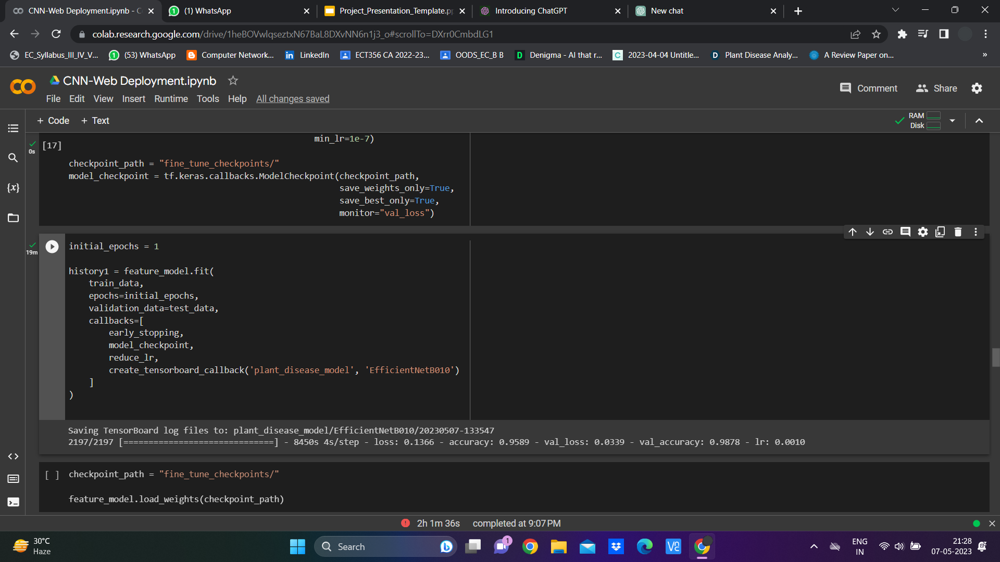 CNN-Web Deployment.ipynb - C
(1) WhatsApp
Project_Presentation_Template.pp
Introducing ChatGPT
New chat
colab.research.google.com/drive/1heBOVwlqseztxN67BaL8DXvNN6n1j3_o#scrollTo=DXrr0CmbdLG1
EC_Syllabus_III_IV_V...
(53) WhatsApp
Computer Network...
LinkedIn
ECT356 CA 2022-23...
OODS_EC_B B
Denigma - AI that r...
2023-04-04 Untitle...
Plant Disease Analy...
A Review Paper on...
»
CNN-Web Deployment.ipynb
Comment
Share
File Edit View Insert Runtime Tools Help All changes saved
+ Code + Text
RAM
Disk
[17]
0s
min_lr=1e-7)
checkpoint_path = "fine_tune_checkpoints/"
model_checkpoint = tf.keras.callbacks.ModelCheckpoint(checkpoint_path,
save_weights_only=True,
save_best_only=True,
monitor="val_loss")
19m
initial_epochs = 1
history1 = feature_model.fit(
train_data,
epochs=initial_epochs,
validation_data=test_data,
callbacks=[
early_stopping,
model_checkpoint,
reduce_lr,
create_tensorboard_callback('plant_disease_model', 'EfficientNetB010')
]
)
Saving TensorBoard log files to: plant_disease_model/EfficientNetB010/20230507-133547
2197/2197 [==============================] - 8450s 4s/step - loss: 0.1366 - accuracy: 0.9589 - val_loss: 0.0339 - val_accuracy: 0.9878 - lr: 0.0010
[ ] checkpoint_path = "fine_tune_checkpoints/"
feature_model.load_weights(checkpoint_path)
2h 1m 36s completed at 9:07 PM
30°C
Haze
Search
1
ENG
IN
21:28
07-05-2023